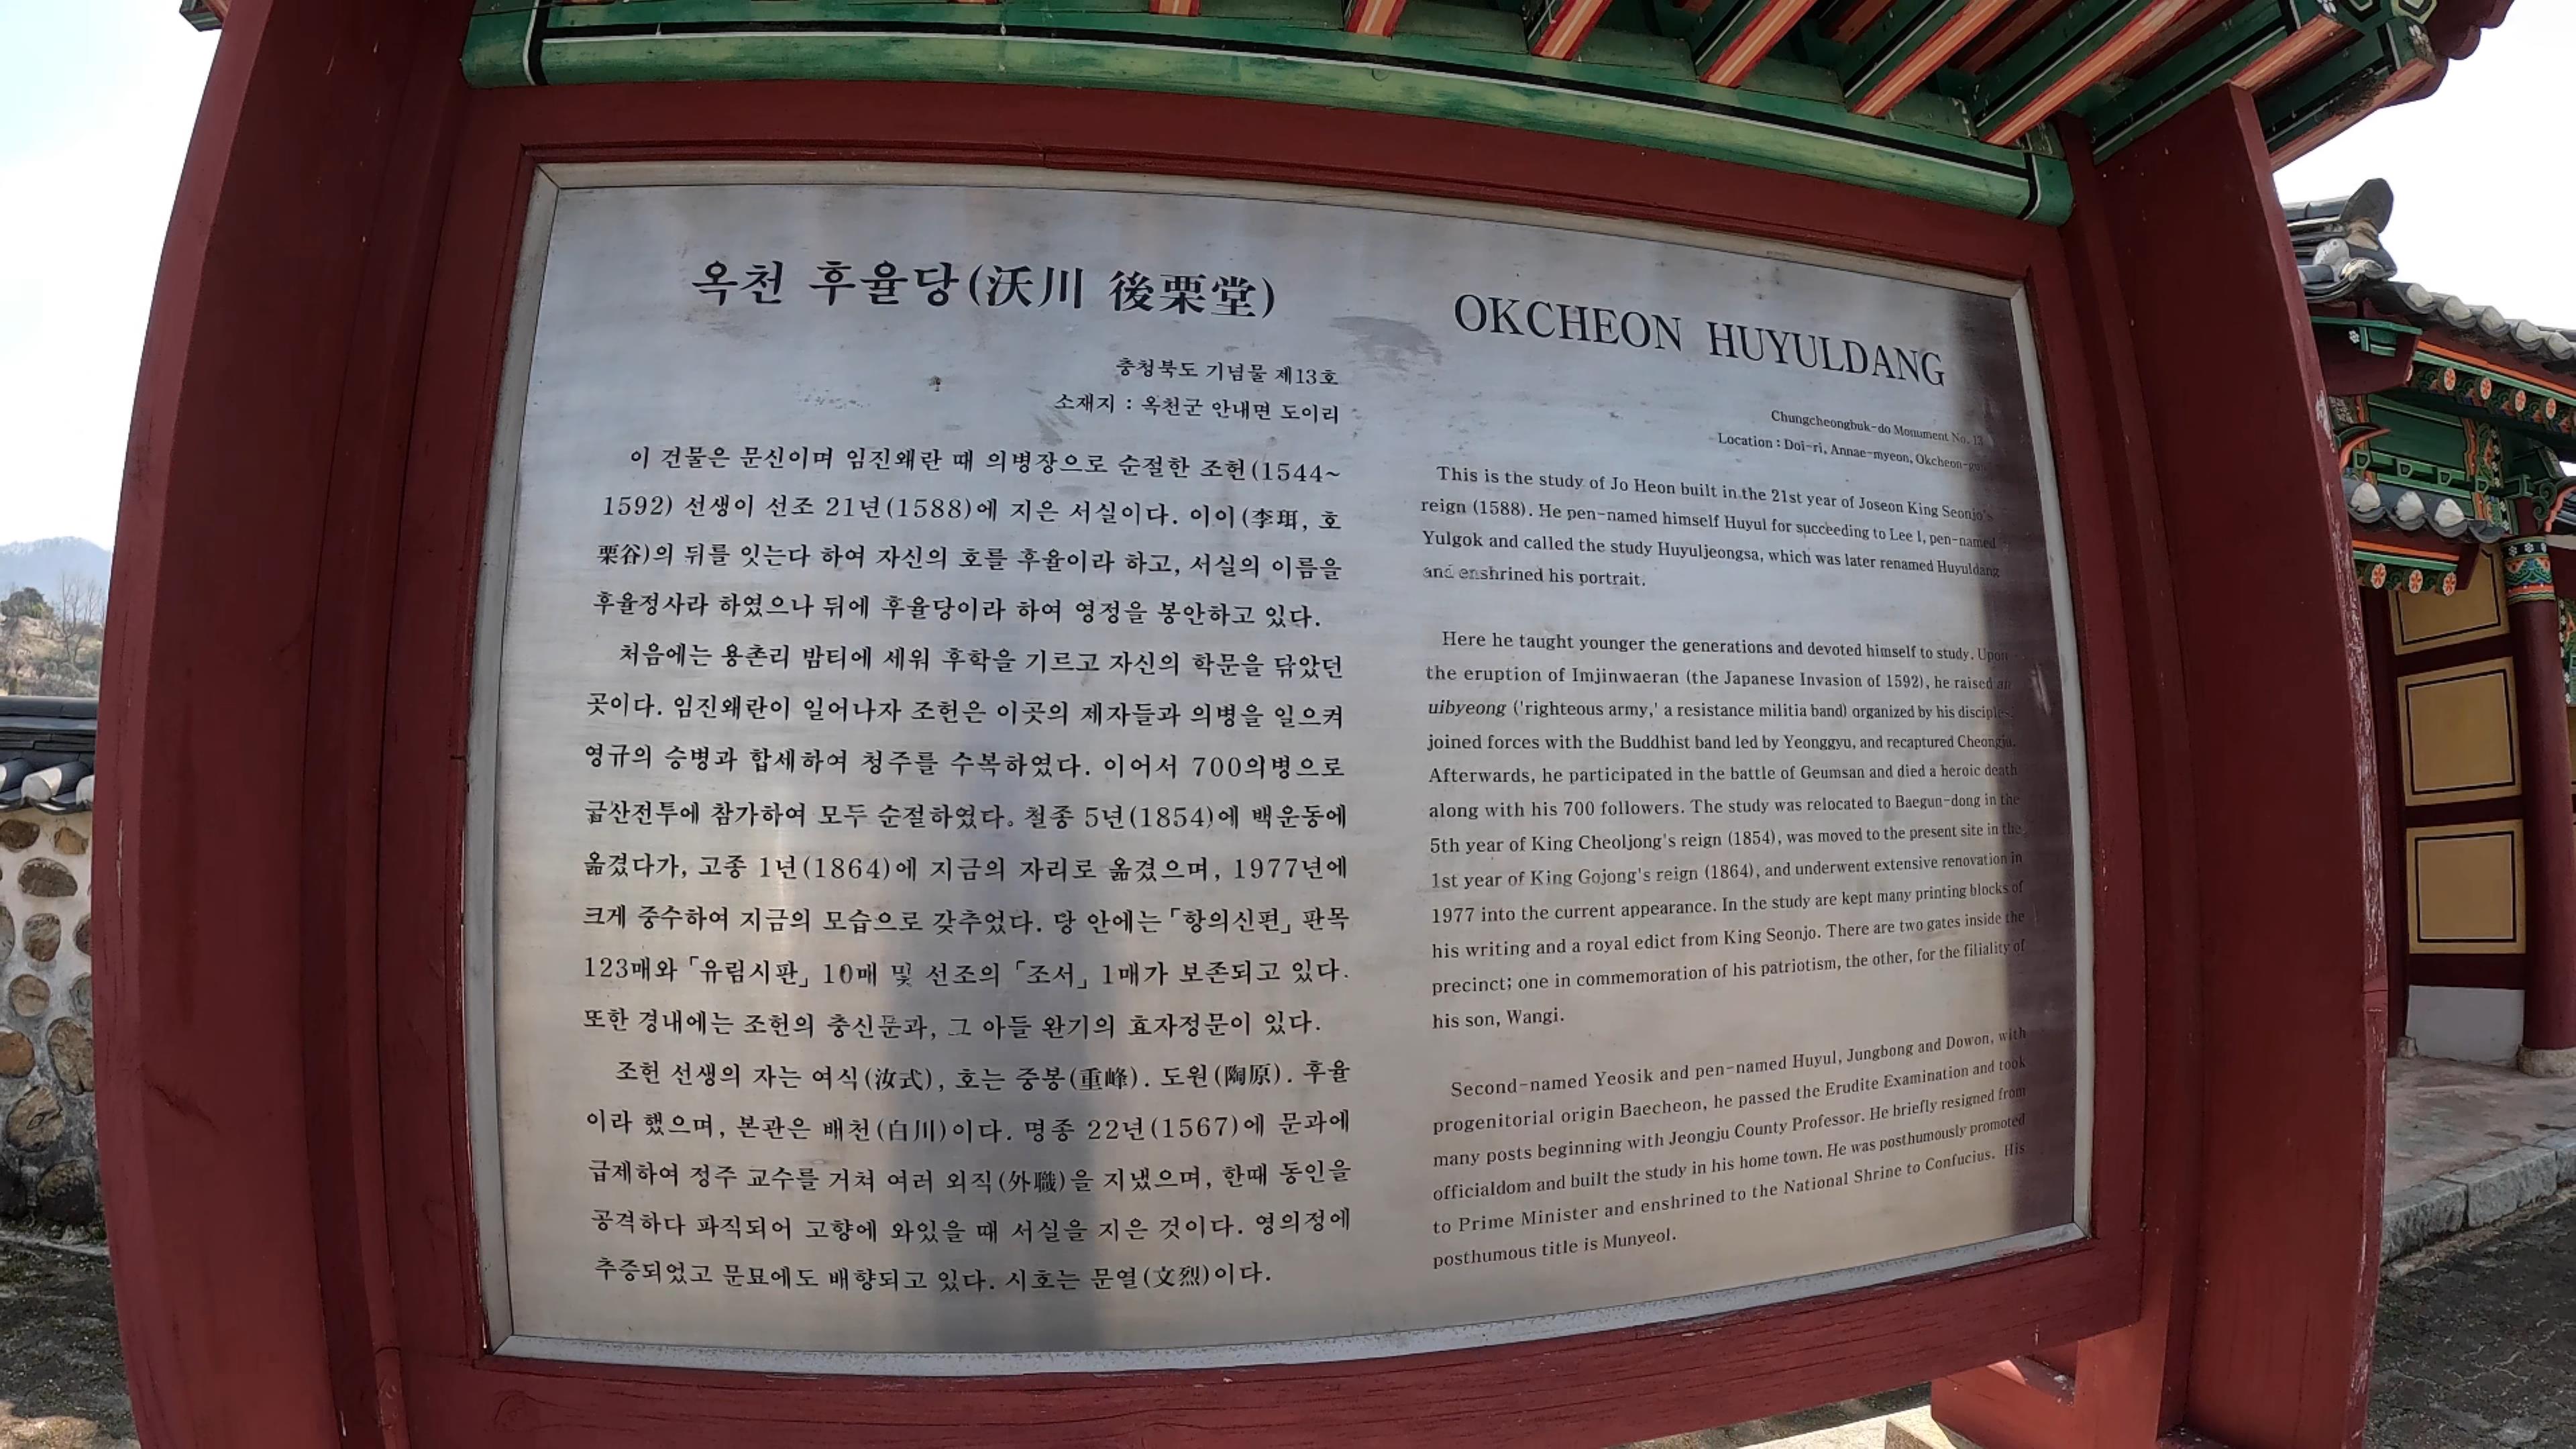 옥천 후율당(沃川 後栗堂)
충청북도 기념물 제13호
소재지 : 옥천군 안내면 도이리
이 건물은 문신이며 임진왜란 때 의병장으로 순절한 조헌(1544~
1592) 선생이 선조 21년(1588)에 지은 서실이다. 이이(李珥, 호
栗谷)의 뒤를 잇는다 하여 자신의 호를 후율이라 하고, 서실의 이름을
후율정사라 하였으나 뒤에 후율당이라 하여 영정을 봉안하고 있다.
처음에는 용촌리 밤티에 세워 후학을 기르고 자신의 학문을 닦았던
곳이다. 임진왜란이 일어나자 조헌은 이곳의 제자들과 의병을 일으켜
영규의 승병과 합세하여 청주를 수복하였다. 이어서 700의병으로
금산전투에 참가하여 모두 순절하였다. 철종 5년(1854)에 백운동에
옮겼다가, 고종 1년(1864)에 지금의 자리로 옮겼으며, 1977년에
크게 중수하여 지금의 모습으로 갖추었다. 당 안에는 「항의신편」 판목
123매와 「유림시판」 10매 및 선조의 「조서」 1매가 보존되고 있다.
또한 경내에는 조헌의 충신문과, 그 아들 완기의 효자정문이 있다.
조헌 선생의 자는 여식(汝式), 호는 중봉(重峰). 도원(陶原). 후율
이라 했으며, 본관은 배천(白川)이다. 명종 22년(1567)에 문과에
급제하여 정주 교수를 거쳐 여러 외직(外職)을 지냈으며, 한때 동인을
공격하다 파직되어 고향에 와있을 때 서실을 지은 것이다. 영의정에
추증되었고 문묘에도 배향되고 있다. 시호는 문열(文烈)이다.
OKCHEON HUYULDANG
Chungcheongbuk-do Monument No. 13
Location : Doi-ri, Annae-myeon, Okcheon-gun
This is the study of Jo Heon built in the 21st year of Joseon King Seonjo's
reign (1588). He pen-named himself Huyul for succeeding to Lee I, pen-named
Yulgok and called the study Huyuljeongsa, which was later renamed Huyuldang
and enshrined his portrait.
Here he taught younger the generations and devoted himself to study. Upon
the eruption of Imjinwaeran (the Japanese Invasion of 1592), he raised an
uibyeong ('righteous army,' a resistance militia band) organized by his disciples,
joined forces with the Buddhist band led by Yeonggyu, and recaptured Cheongju.
Afterwards, he participated in the battle of Geumsan and died a heroic death
along with his 700 followers. The study was relocated to Baegun-dong in the
5th year of King Cheoljong's reign (1854), was moved to the present site in the
1st year of King Gojong's reign (1864), and underwent extensive renovation in
1977 into the current appearance. In the study are kept many printing blocks of
his writing and a royal edict from King Seonjo. There are two gates inside the
precinct; one in commemoration of his patriotism, the other, for the filiality of
his son, Wangi.
Second-named Yeosik and pen-named Huyul, Jungbong and Dowon, with
progenitorial origin Baecheon, he passed the Erudite Examination and took
many posts beginning with Jeongju County Professor. He briefly resigned from
officialdom and built the study in his home town. He was posthumously promoted
to Prime Minister and enshrined to the National Shrine to Confucius. His
posthumous title is Munyeol.